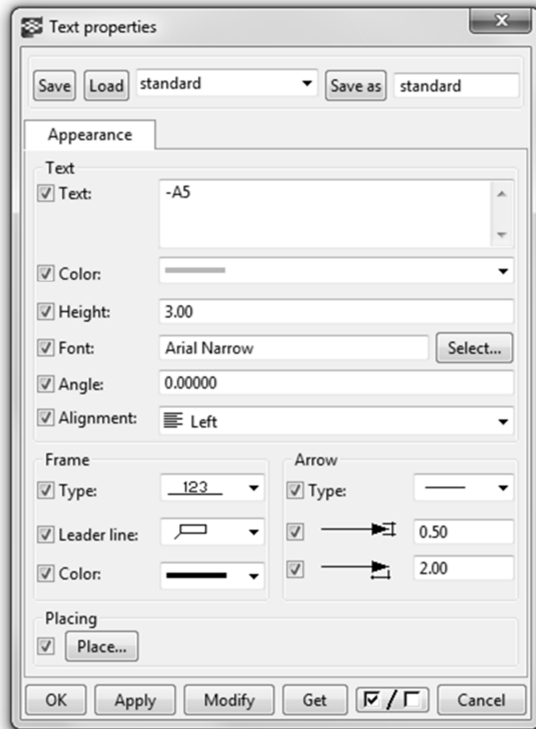 Text properties
Save Load standard Save as standard
Appearance
Text
Text: -A5
Color:
Height: 3.00
Font: Arial Narrow Select...
Angle: 0.00000
Alignment: Left
Frame Arrow
Type: 123 Type:
Leader line: 0.50
Color: 2.00
Placing
Place...
OK Apply Modify Get / Cancel